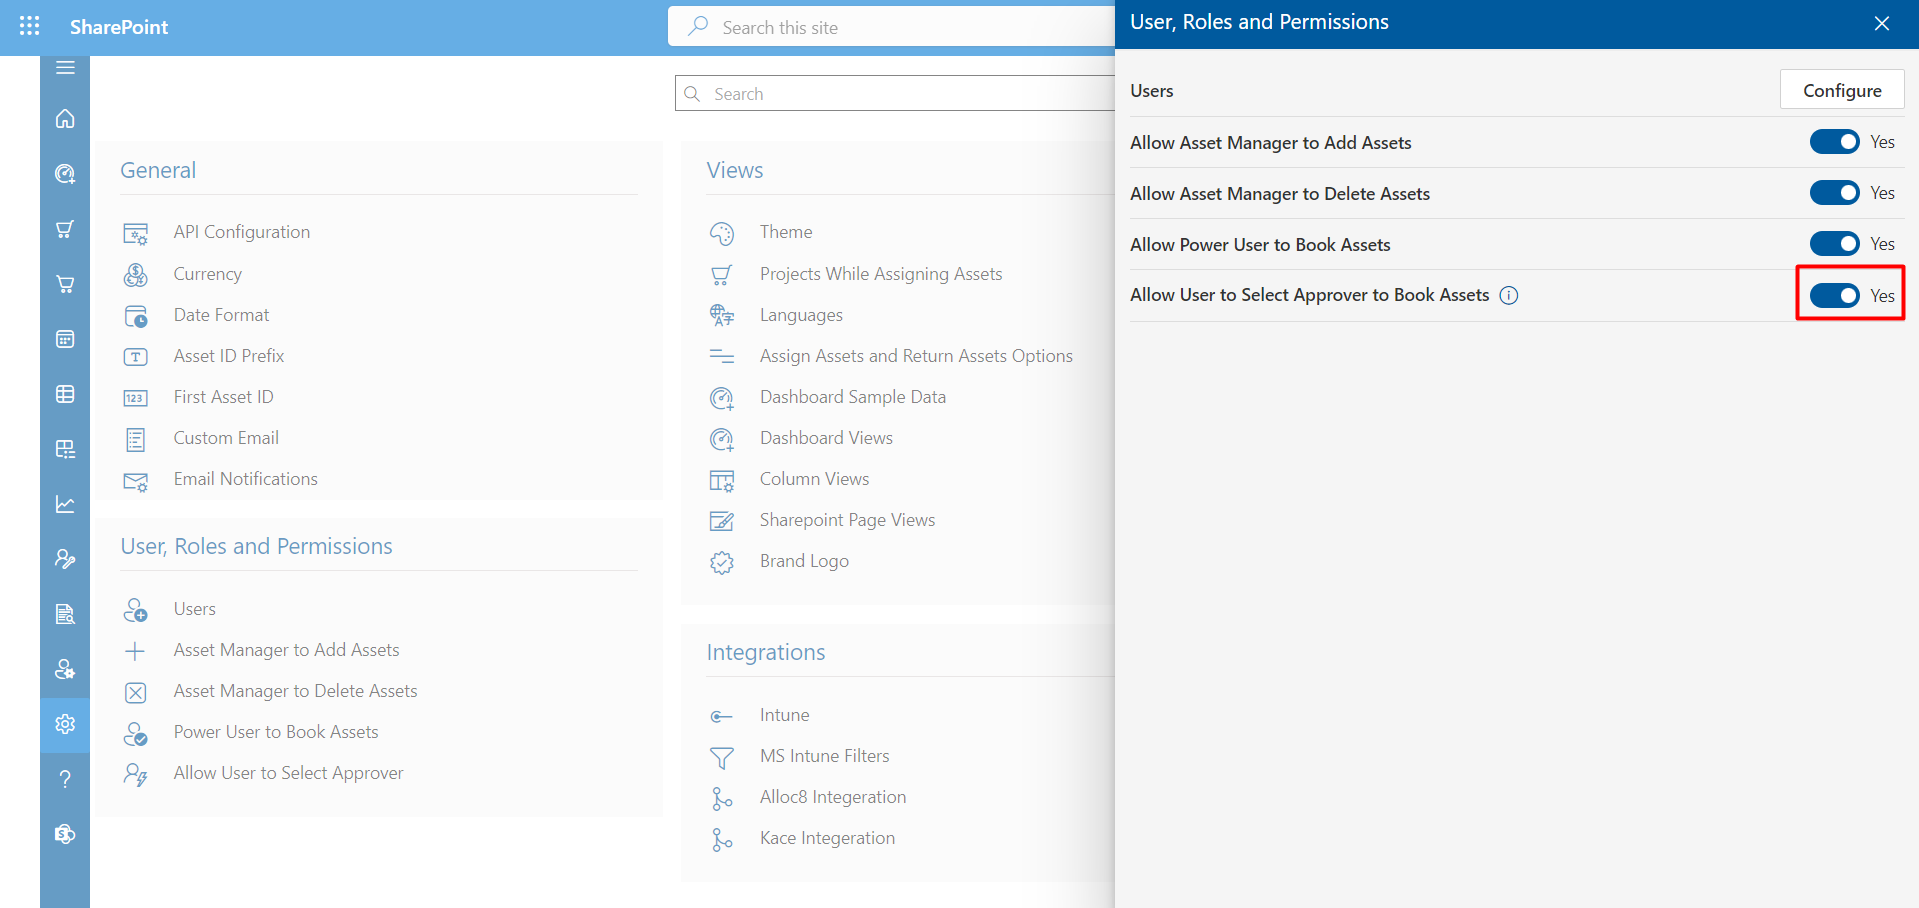 SharePoint
Search this site
Search
General
API Configuration
Currency
Date Format
Asset ID Prefix
First Asset ID
Custom Email
Email Notifications
User, Roles and Permissions
Users
Asset Manager to Add Assets
Asset Manager to Delete Assets
Power User to Book Assets
Allow User to Select Approver
Views
Theme
Projects While Assigning Assets
Languages
Assign Assets and Return Assets Options
Dashboard Sample Data
Dashboard Views
Column Views
Sharepoint Page Views
Brand Logo
Integrations
Intune
MS Intune Filters
Alloc8 Integeration
Kace Integeration
User, Roles and Permissions
Users
Configure
Allow Asset Manager to Add Assets
Yes
Allow Asset Manager to Delete Assets
Yes
Allow Power User to Book Assets
Yes
Allow User to Select Approver to Book Assets
Yes